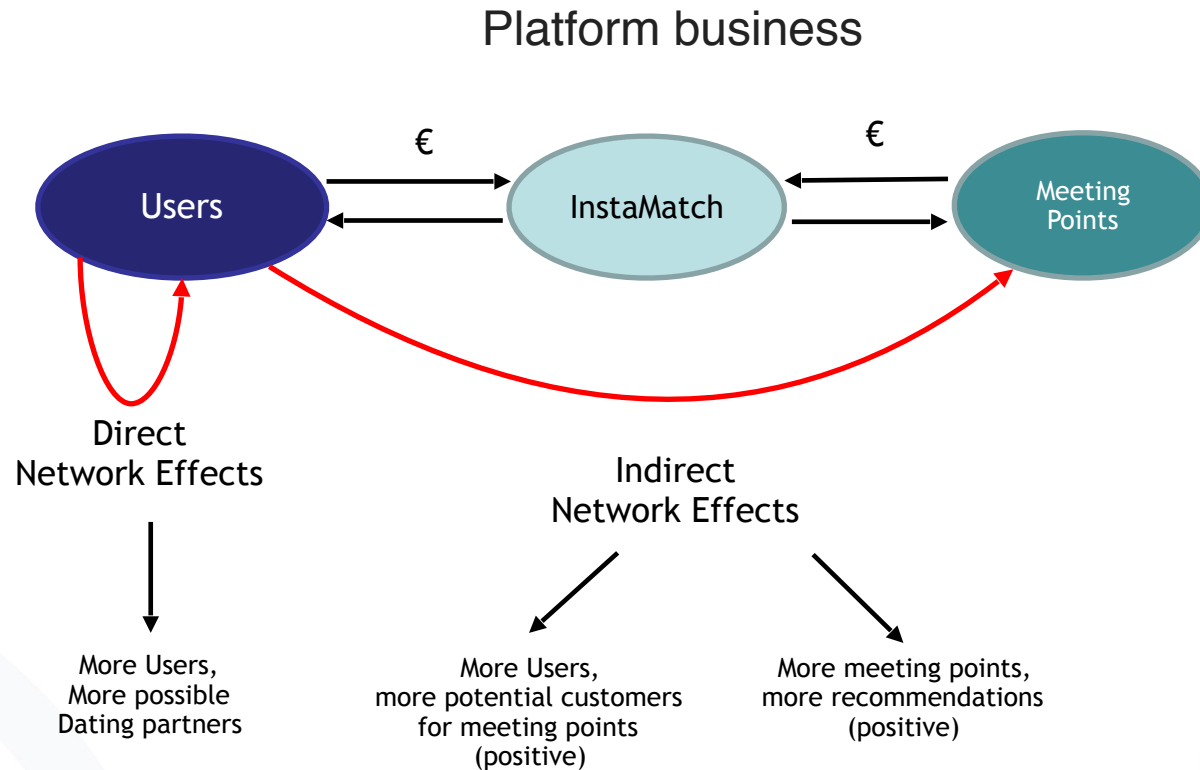 Platform business
€
€
Users
InstaMatch
Meeting
Points
Direct
Network Effects
Indirect
Network Effects
More Users,
More possible
Dating partners
More Users,
more potential customers
for meeting points
(positive)
More meeting points,
more recommendations
(positive)